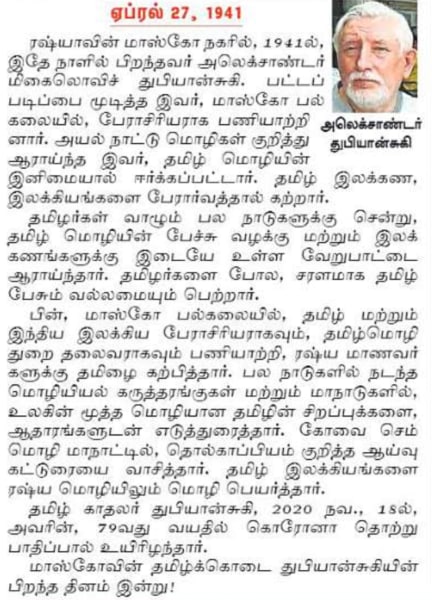 ஏப்ரல் 27, 1941
ரஷ்யாவின் மாஸ்கோ நகரில், 1941ல்,
இதே நாளில் பிறந்தவர் அலெக்சாண்டர்
மிகைலொவிச் துபியான்சுகி. பட்டப்
படிப்பை முடித்த இவர், மாஸ்கோ பல்
கலையில், பேராசிரியராக பணியாற்றி
னார். அயல் நாட்டு மொழிகள் குறித்து
ஆராய்ந்த இவர், தமிழ் மொழியின்
இனிமையால் ஈர்க்கப்பட்டார். தமிழ் இலக்கண,
இலக்கியங்களை பேரார்வத்தால் கற்றார்.
அலெக்சாண்டர்
துபியான்சுகி
தமிழர்கள் வாழும் பல நாடுகளுக்கு சென்று,
தமிழ் மொழியின் பேச்சு வழக்கு மற்றும் இலக்
கணங்களுக்கு இடையே உள்ள வேறுபாட்டை
ஆராய்ந்தார். தமிழர்களை போல, சரளமாக தமிழ்
பேசும் வல்லமையும் பெற்றார்.
பின், மாஸ்கோ பல்கலையில், தமிழ் மற்றும்
இந்திய இலக்கிய பேராசிரியராகவும், தமிழ்மொழி
துறை தலைவராகவும் பணியாற்றி, ரஷ்ய மாணவர்
களுக்கு தமிழை கற்பித்தார். பல நாடுகளில் நடந்த
மொழியியல் கருத்தரங்குகள் மற்றும் மாநாடுகளில்,
உலகின் மூத்த மொழியான தமிழின் சிறப்புக்களை,
ஆதாரங்களுடன் எடுத்துரைத்தார். கோவை செம்
மொழி மாநாட்டில், தொல்காப்பியம் குறித்த ஆய்வு
கட்டுரையை வாசித்தார். தமிழ் இலக்கியங்களை
ரஷ்ய மொழியிலும் மொழி பெயர்த்தார்.
தமிழ் காதலர் துபியான்சுகி, 2020 நவ., 18ல்,
அவரின், 79வது வயதில் கொரோனா தொற்று
பாதிப்பால் உயிரிழந்தார்.
மாஸ்கோவின் தமிழ்க்கொடை துபியான்சுகியின்
பிறந்த தினம் இன்று!